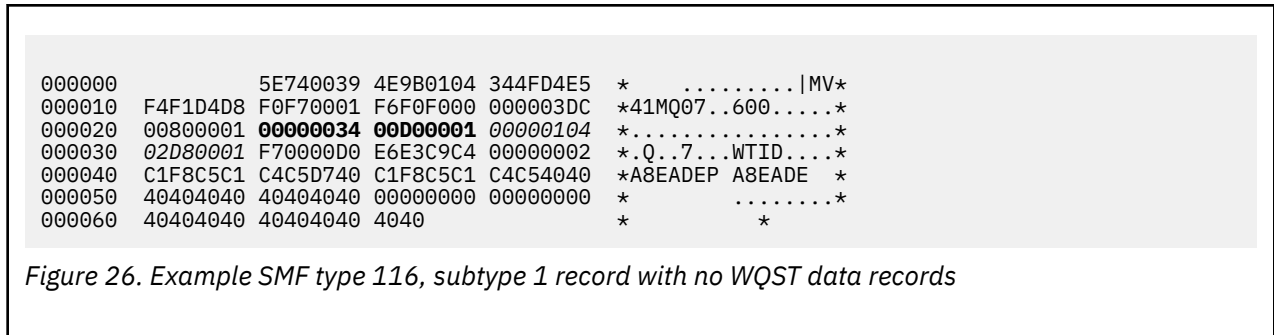 000000           5E740039 4E9B0104 344FD4E5  *    .........|MV*
000010  F4F1D4D8 F0F70001 F6F0F000 000003DC  *41MQ07..600.....*
000020  00800001 00000034 00D00001 00000104  *................*
000030  02D80001 F70000D0 E6E3C9C4 00000002  *.Q..7...WTID....*
000040  C1F8C5C1 C4C5D740 C1F8C5C1 C4C54040  *A8EADEP A8EADE  *
000050  40404040 40404040 00000000 00000000  *        ........*
000060  40404040 40404040 4040               *          *
Figure 26. Example SMF type 116, subtype 1 record with no WQST data records